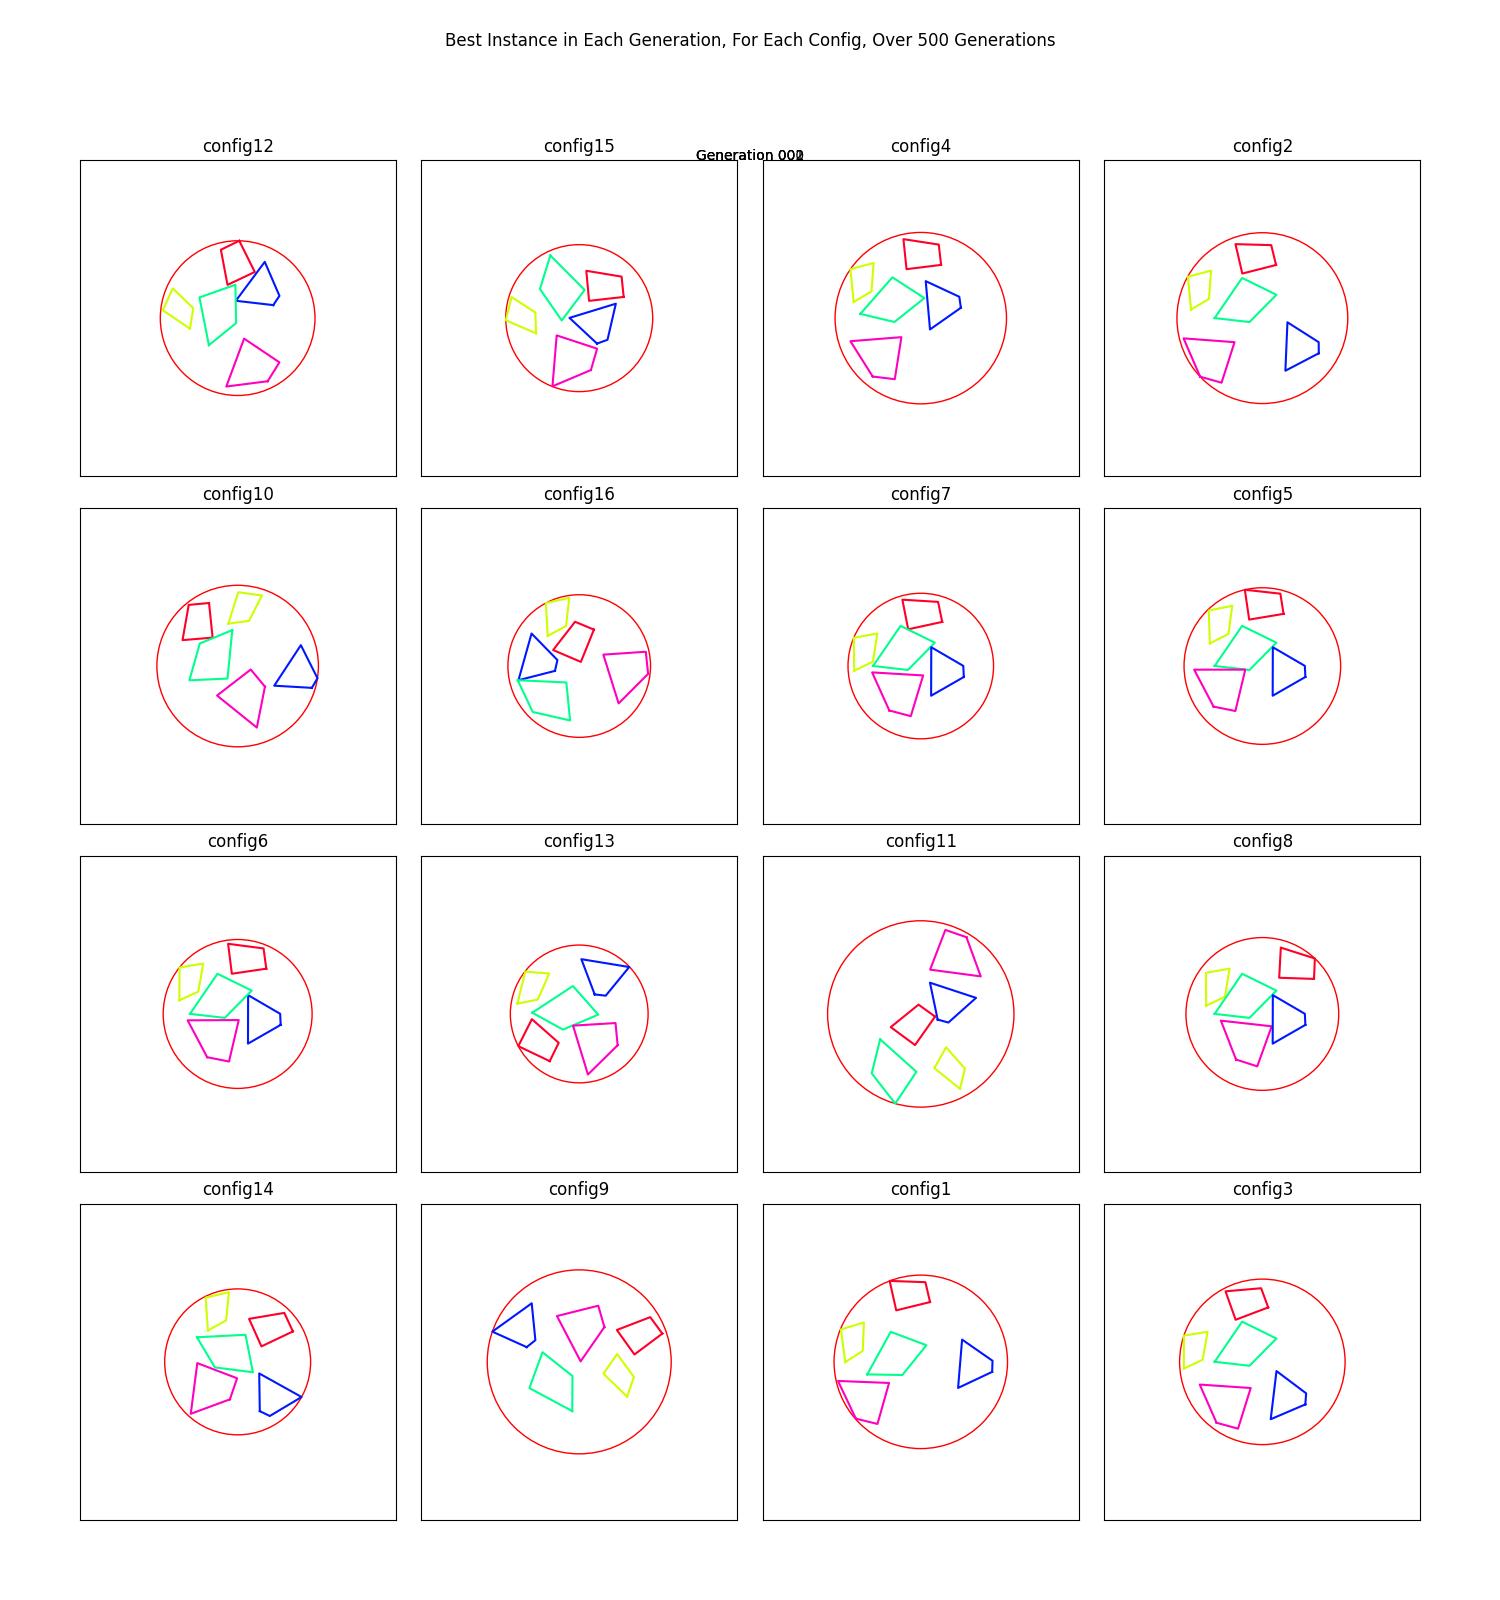 Best Instance in Each Generation, For Each Config, Over 500 Generations
config12
config15
Generation
config4
config2
config10
config16
config7
config5
config6
config13
config11
config8
config14
config9
config1
config3